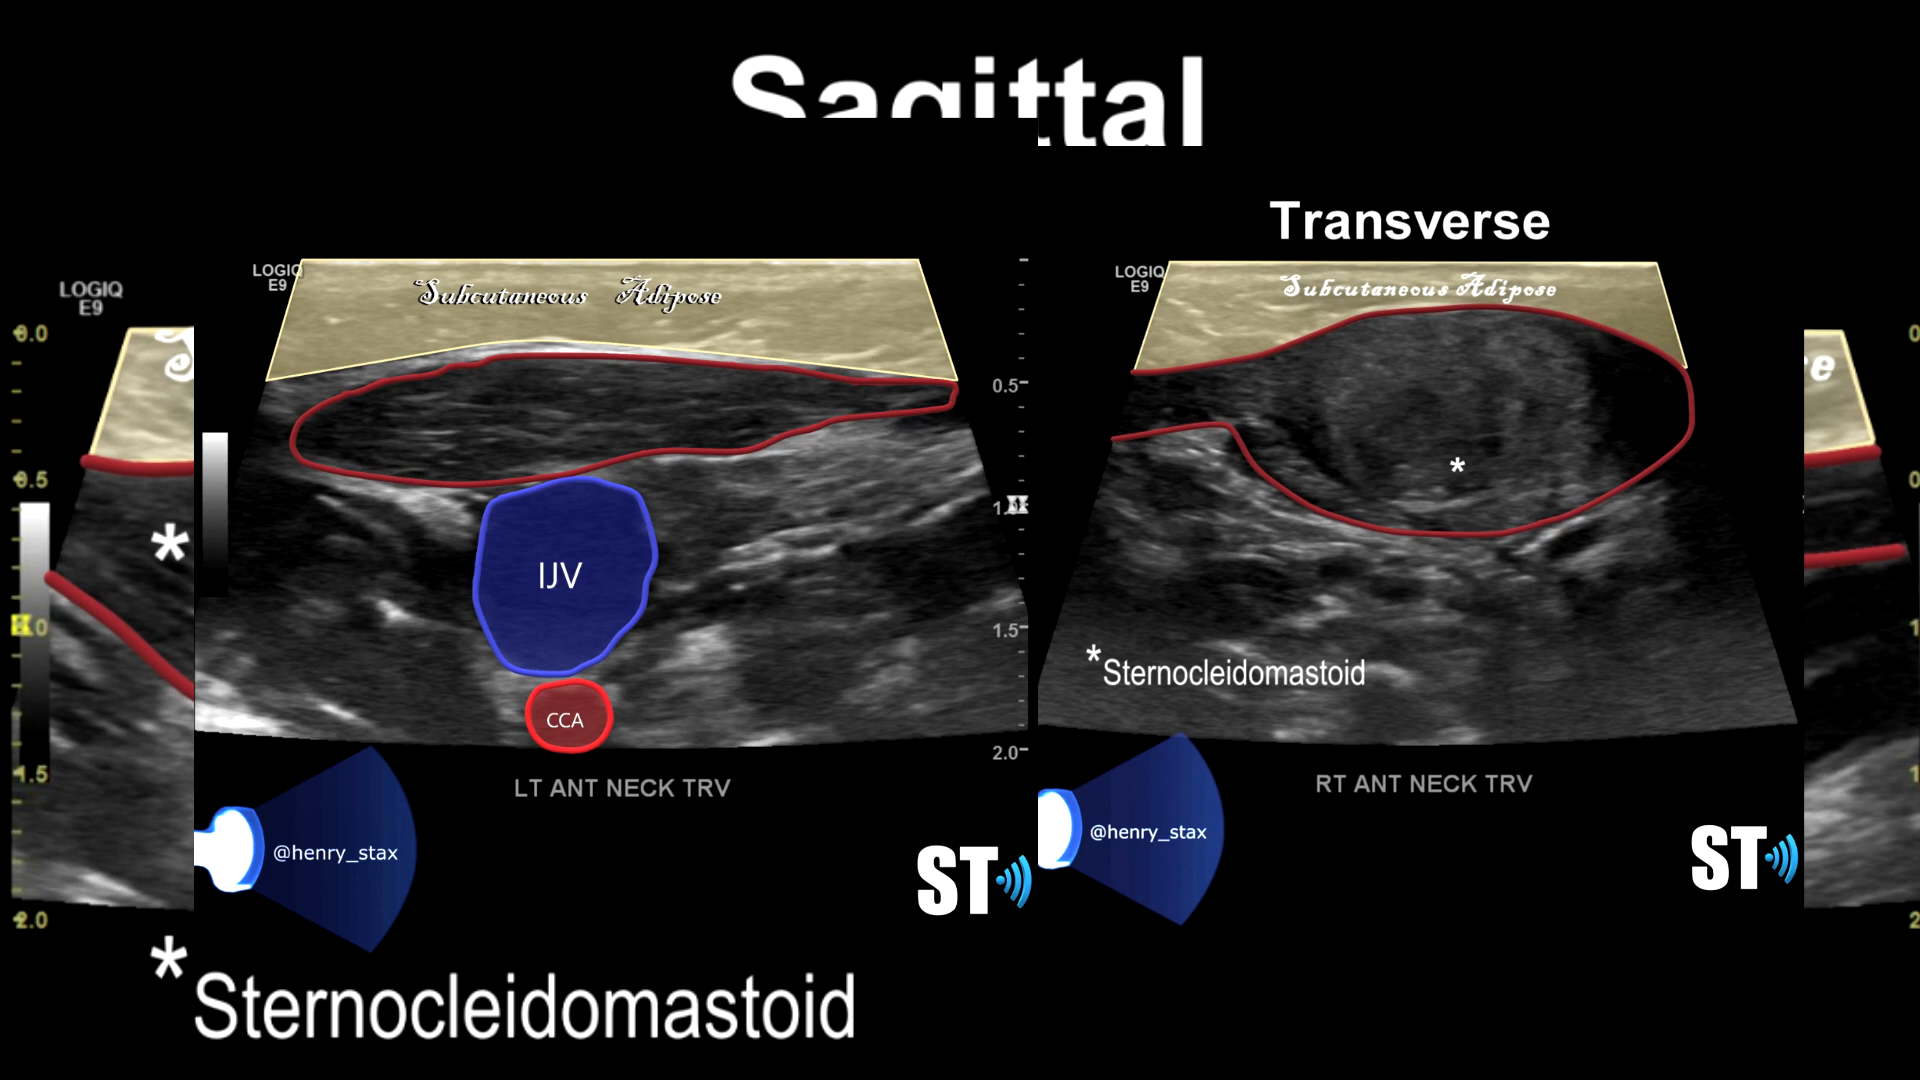 Sagittal
Transverse
LOGIQ
E9
LOGIQ
E9
LOGIQ
E9
Subcutaneous Adipose
Subcutaneous Adipose
0.0
0.5
1.5
2.0
0.5
1.5
2.0
*
*
IJV
CCA
*Sternocleidomastoid
LT ANT NECK TRV
RT ANT NECK TRV
@henry_stax
@henry_stax
ST
ST
*Sternocleidomastoid